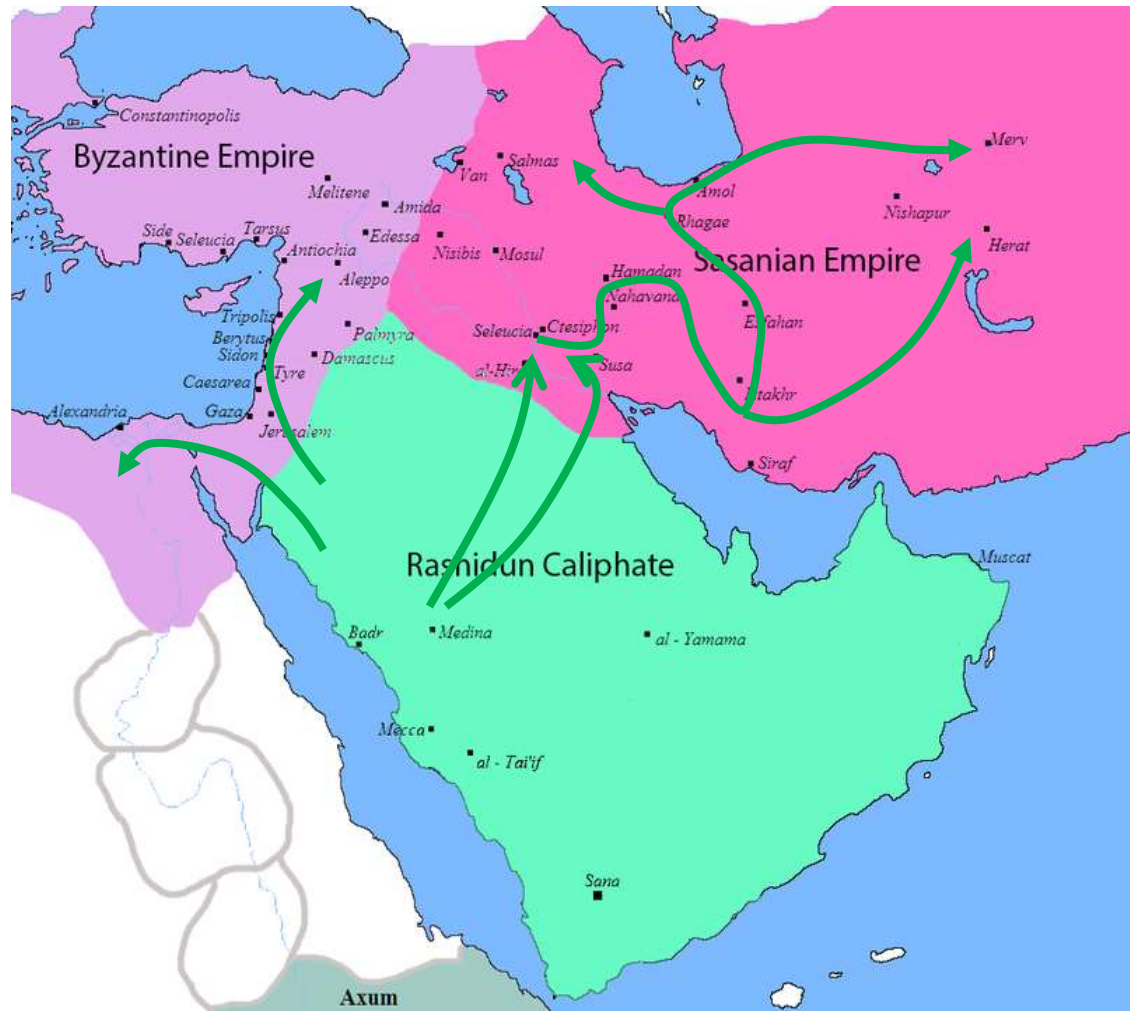 Constantinopolis
Byzantine Empire
Van
Salmas
Merv
Melitene
Amida
Amol
Nishapur
Rhagae
Side
Seleucia
Tarsus
Edessa
Nisibis
Mosul
Herat
Antiochia
Aleppo
Sasanian Empire
Hamadan
Nahavand
Tripolis
Palmyra
Seleucia
Ctesiphon
Esfahan
Berytus
Sidon
Damascus
Tyre
al-Hir
Susa
Caesarea
Istakhr
Alexandria
Gaza
Jerusalem
Siraf
Rashidun Caliphate
Muscat
Badr
Medina
al - Yamama
Mecca
al - Tai'if
Sana
Axum